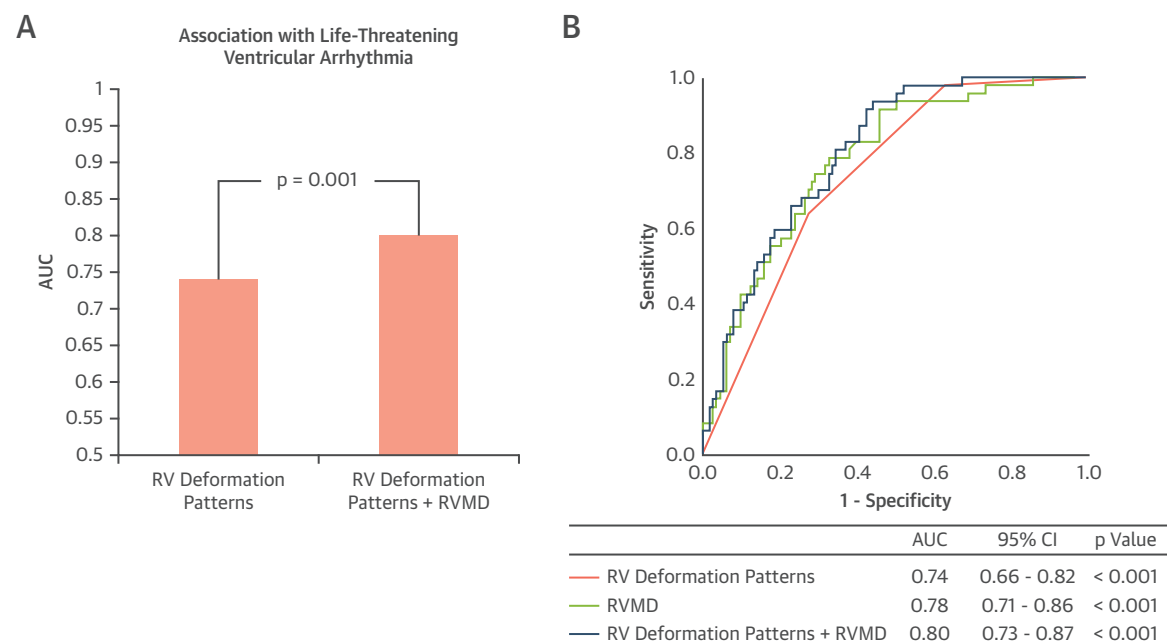 A
Association with Life-Threatening
Ventricular Arrhythmia
1
0.95
0.9
0.85
0.8
0.75
0.7
0.65
0.6
0.55
0.5
AUC
p = 0.001
RV Deformation
Patterns
RV Deformation
Patterns + RVMD
B
1.0
0.8
0.6
0.4
0.2
0.0
Sensitivity
0.0 0.2 0.4 0.6 0.8 1.0
1 - Specificity
AUC 95% CI p Value
RV Deformation Patterns 0.74 0.66 - 0.82 < 0.001
RVMD 0.78 0.71 - 0.86 < 0.001
RV Deformation Patterns + RVMD 0.80 0.73 - 0.87 < 0.001